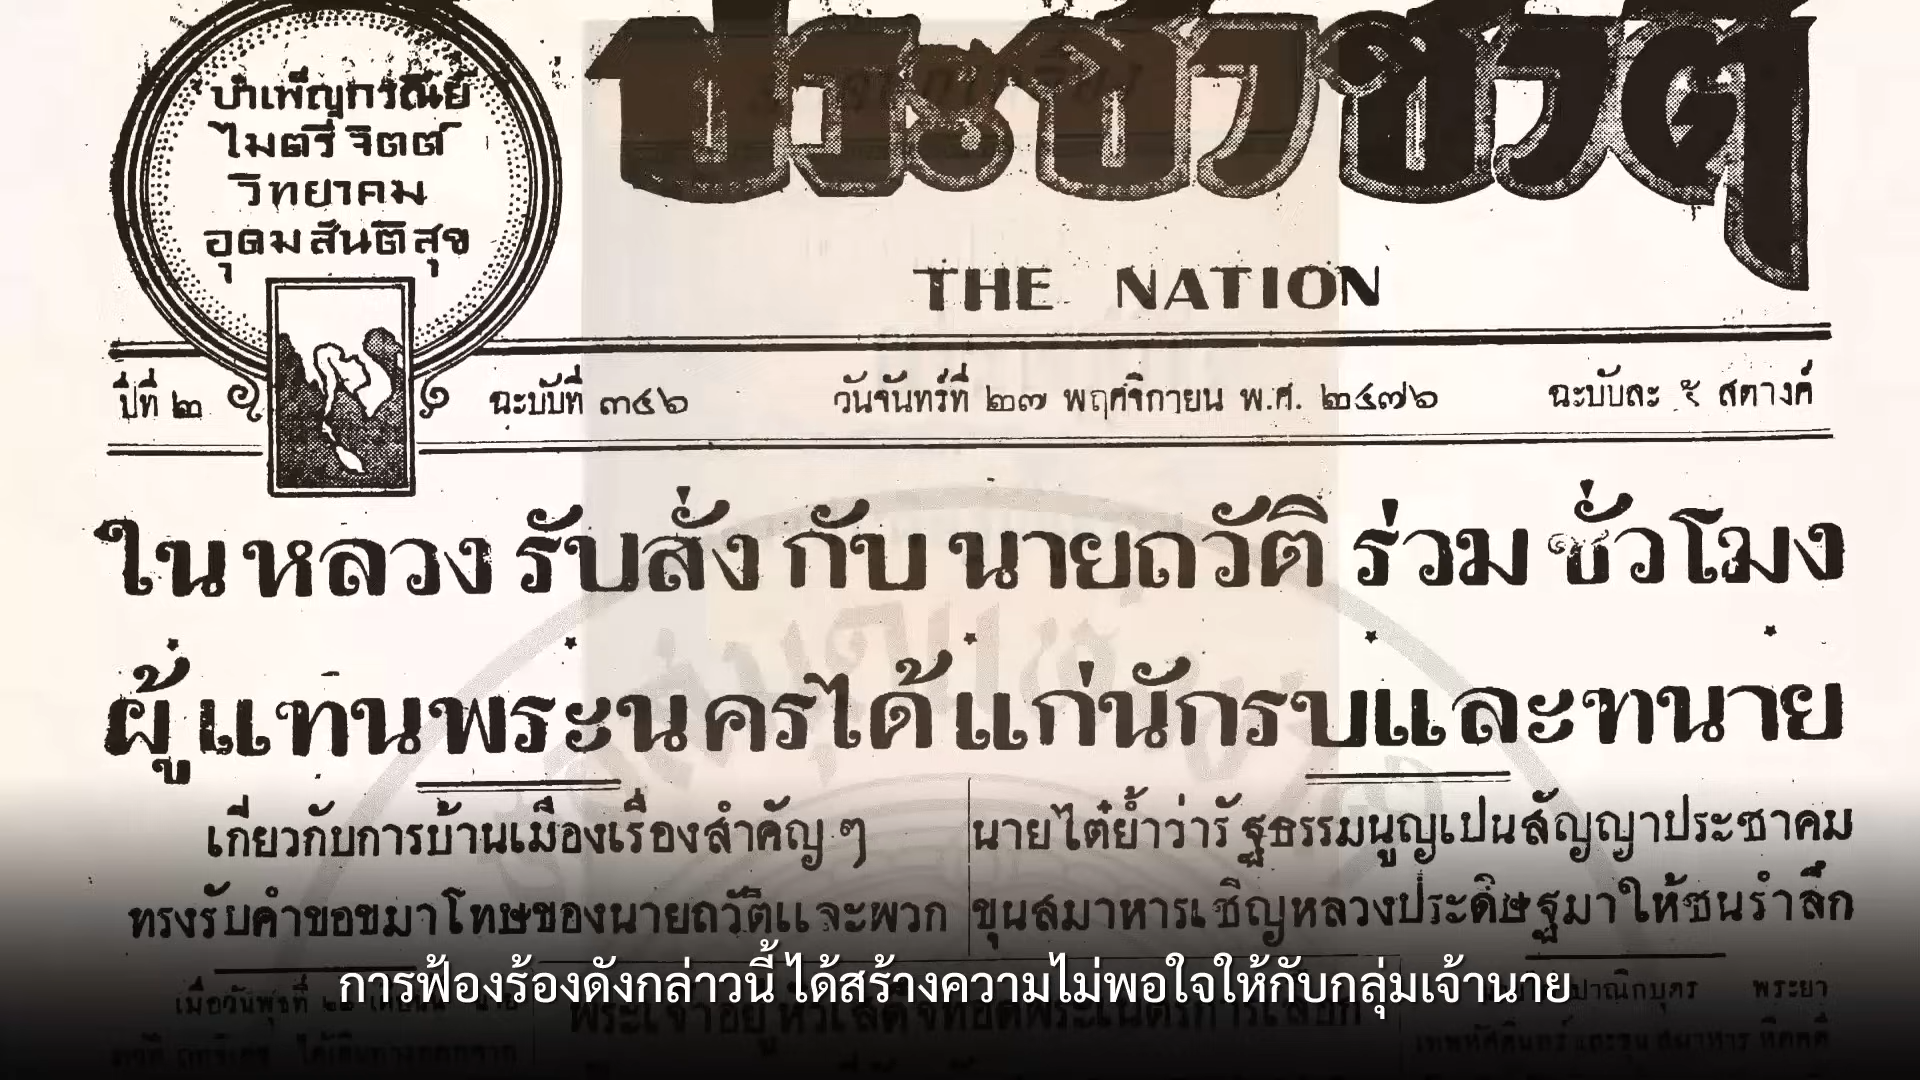 ประชาชาติ
บำเพ็ญกรณีย์
ไมตรีจิตต์
วิทยาคม
อุดมสันติสุข
THE NATION
ปีที่ ๒ ฉะบับที่ ๓๔๖ วันจันทร์ที่ ๒๗ พฤศจิกายน พ.ศ. ๒๔๗๖ ฉะบับละ ๕ สตางค์
ในหลวงรับสั่งกับนายถวัติร่วมชั่วโมง
ผู้แทนพระนครได้แก่นักรบและทนาย
เกี่ยวกับการบ้านเมืองเรื่องสำคัญ ๆ
ทรงรับคำขอขมาโทษของนายถวัติและพวก
นายไต๋ย้ำว่ารัฐธรรมนูญเปนสัญญาประชาคม
ขุนสมาหารเชิญหลวงประดิษฐมาให้ชนรำลึก
การฟ้องร้องดังกล่าวนี้ ได้สร้างความไม่พอใจให้กับกลุ่มเจ้านาย